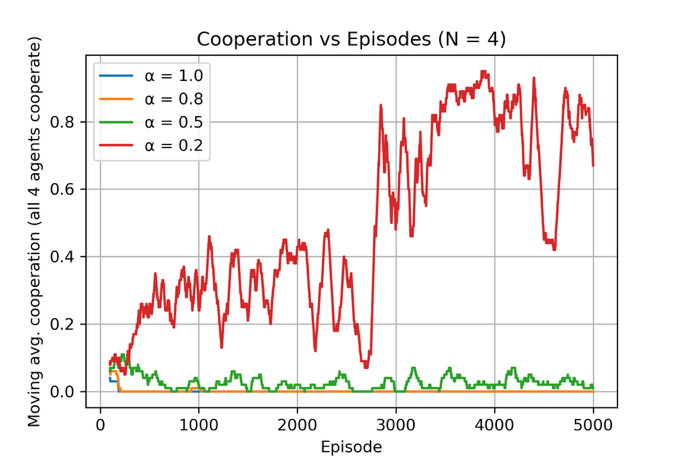 Cooperation vs Episodes (N = 4)
Moving avg. cooperation (all 4 agents cooperate)
α = 1.0
α = 0.8
α = 0.5
α = 0.2
0.8
0.6
0.4
0.2
0.0
0 1000 2000 3000 4000 5000
Episode